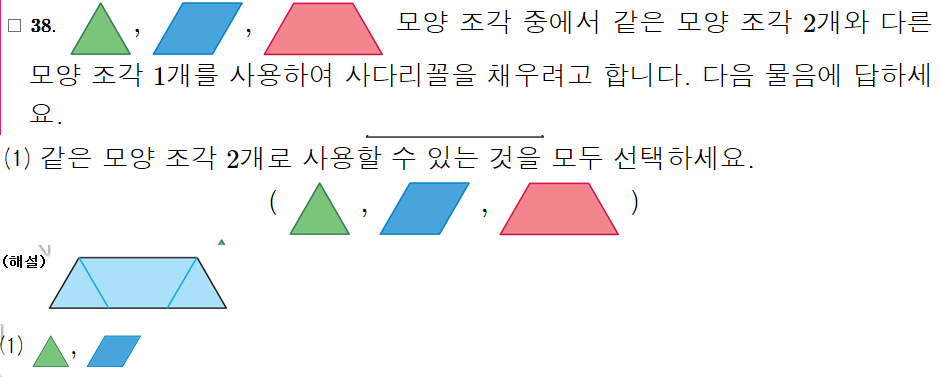 □ 38. , , 모양 조각 중에서 같은 모양 조각 2개와 다른
모양 조각 1개를 사용하여 사다리꼴을 채우려고 합니다. 다음 물음에 답하세
요.
(1) 같은 모양 조각 2개로 사용할 수 있는 것을 모두 선택하세요.
( , , )
(해설)
(1) ,